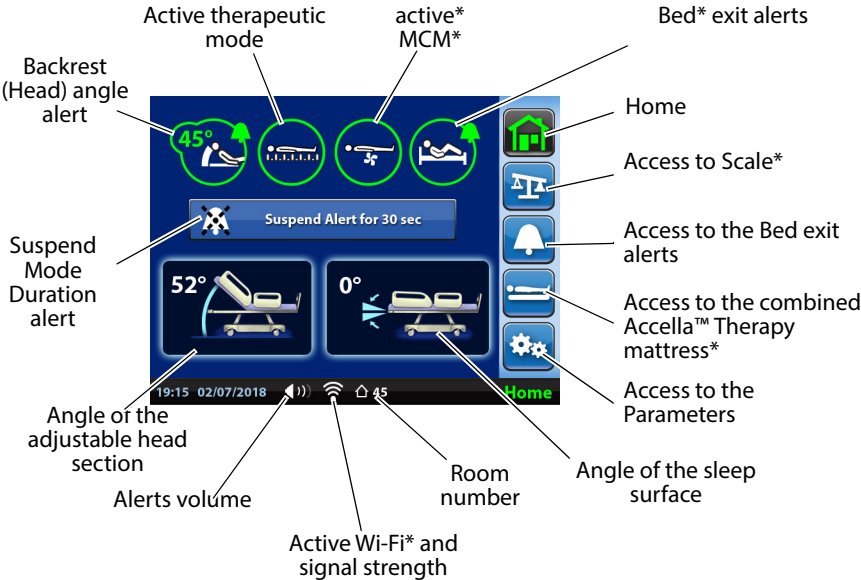 Active therapeutic
mode
active*
MCM*
Bed* exit alerts
Backrest
(Head) angle
alert
Home
Access to Scale*
45°
Suspend Alert for 30 sec
Suspend
Mode
Duration
alert
Access to the Bed exit
alerts
52°
0°
Access to the combined
Accella™ Therapy
mattress*
19:15 02/07/2018
45
Home
Access to the
Parameters
Angle of the
adjustable head
section
Alerts volume
Room
number
Angle of the sleep
surface
Active Wi-Fi* and
signal strength